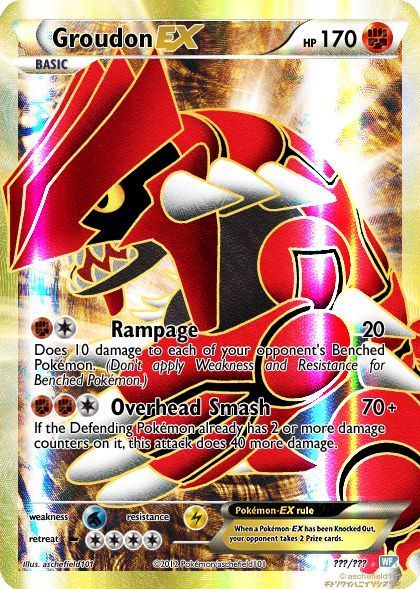 Groudon EX
HP 170
BASIC
Rampage 20
Does 10 damage to each of your opponent's Benched
Pokémon. (Don't apply Weakness and Resistance for
Benched Pokémon.)
Overhead Smash 70+
If the Defending Pokémon already has 2 or more damage
counters on it, this attack does 40 more damage.
weakness
resistance
retreat
Pokémon-EX rule
When a Pokémon-EX has been Knocked Out,
your opponent takes 2 Prize cards.
Illus. aschefield101
©2012 Pokémon aschefield101
???/???
WF
© aschefield101